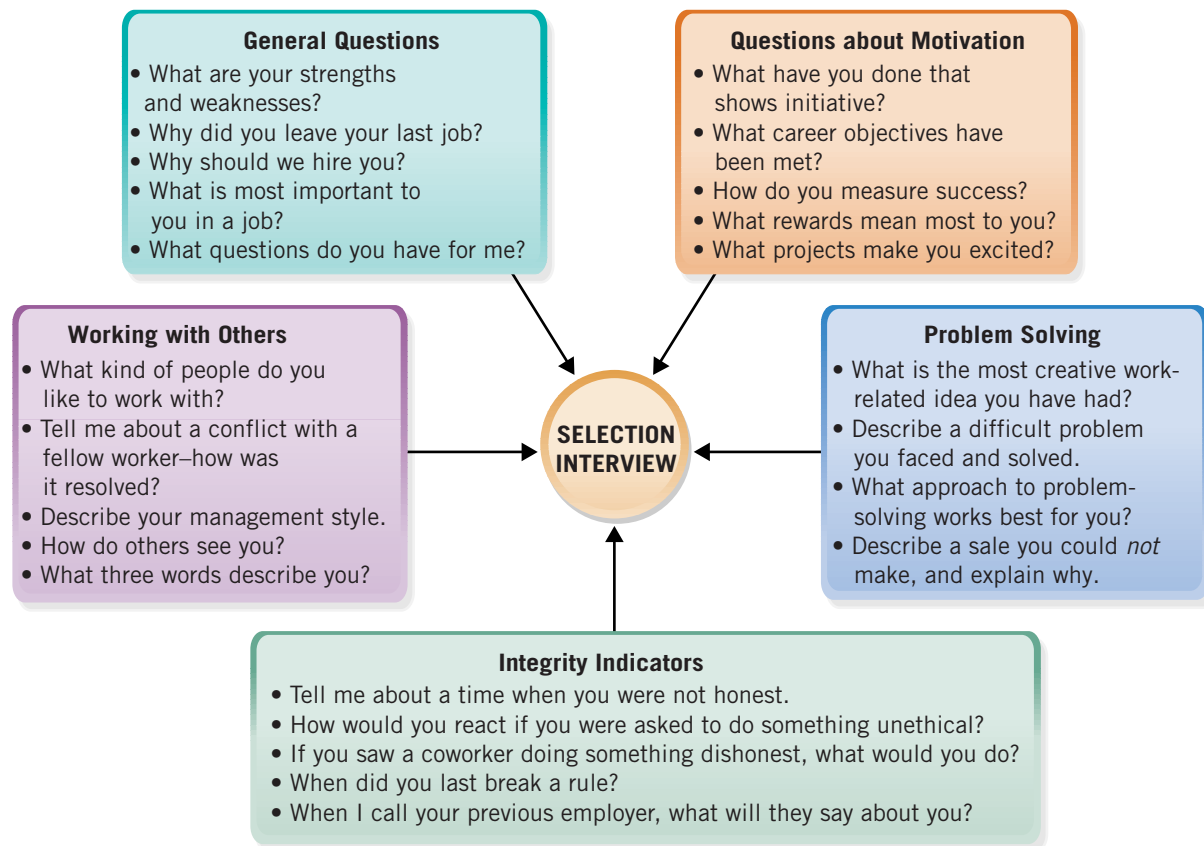 General Questions
• What are your strengths
and weaknesses?
• Why did you leave your last job?
• Why should we hire you?
• What is most important to
you in a job?
• What questions do you have for me?
Questions about Motivation
• What have you done that
shows initiative?
• What career objectives have
been met?
• How do you measure success?
• What rewards mean most to you?
• What projects make you excited?
Working with Others
• What kind of people do you
like to work with?
• Tell me about a conflict with a
fellow worker–how was
it resolved?
• Describe your management style.
• How do others see you?
• What three words describe you?
SELECTION
INTERVIEW
Problem Solving
• What is the most creative work-
related idea you have had?
• Describe a difficult problem
you faced and solved.
• What approach to problem-
solving works best for you?
• Describe a sale you could not
make, and explain why.
Integrity Indicators
• Tell me about a time when you were not honest.
• How would you react if you were asked to do something unethical?
• If you saw a coworker doing something dishonest, what would you do?
• When did you last break a rule?
• When I call your previous employer, what will they say about you?